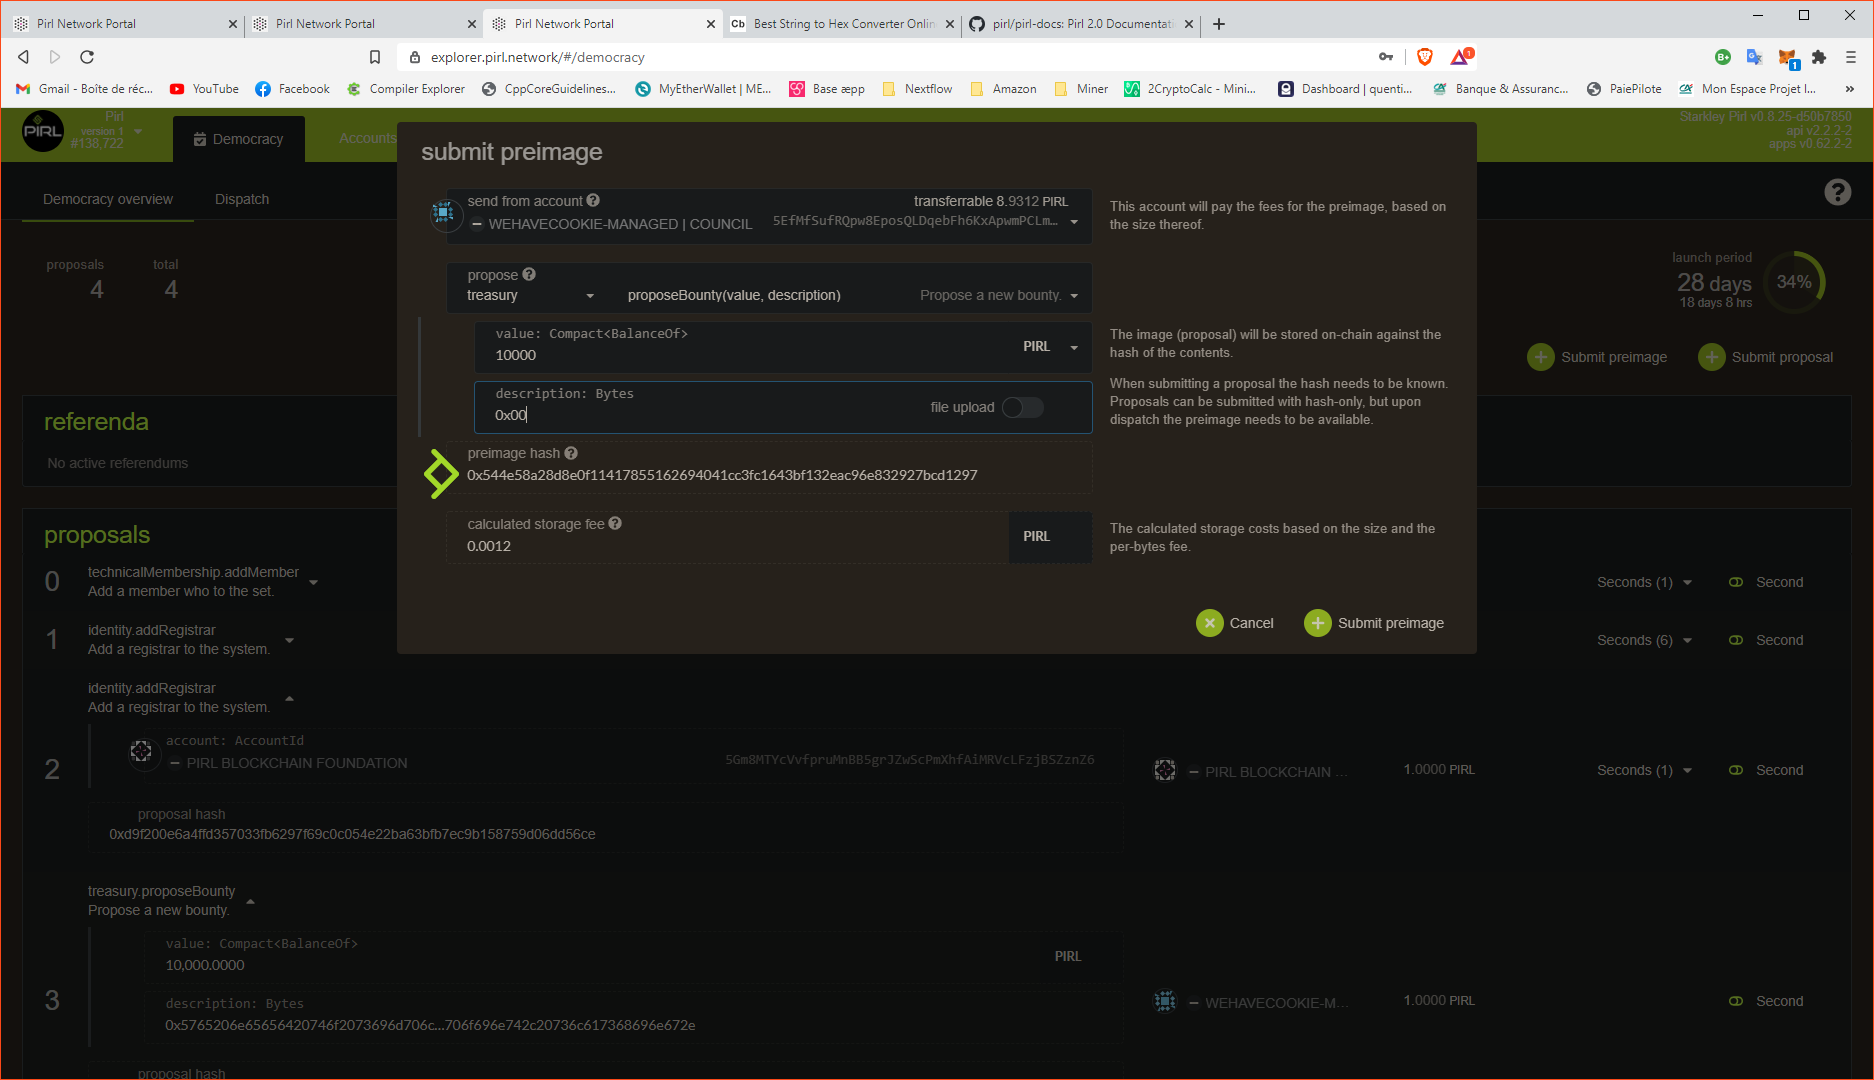 Pirl Network Portal
Pirl Network Portal
Pirl Network Portal
Cb Best String to Hex Converter Onlin
pirl/pirl-docs: Pirl 2.0 Documentati
explorer.pirl.network/#/democracy
1
B+
1
Gmail - Boîte de réc...
YouTube
Facebook
Compiler Explorer
CppCoreGuidelines...
MyEtherWallet | ME...
Base æpp
Nextflow
Amazon
Miner
2CryptoCalc - Mini...
Dashboard | quenti...
Banque & Assuranc...
PaiePilote
Mon Espace Projet I...
»
PIRL
Pirl
version 1
#138,722
Democracy
Accounts
Starkley Pirl v0.8.25-d50b7850
api v2.2.2-2
apps v0.62.2-2
Democracy overview
Dispatch
proposals
4
total
4
launch period
28 days
18 days 8 hrs
34%
Submit preimage
Submit proposal
submit preimage
send from account
transferrable 8.9312 PIRL
WEHAVECOOKIE-MANAGED | COUNCIL
5EfMfSufRQpw8EposQLDqebFh6KxApwmPCLm...
This account will pay the fees for the preimage, based on
the size thereof.
propose
treasury
proposeBounty(value, description)
Propose a new bounty.
value: Compact<BalanceOf>
10000
PIRL
The image (proposal) will be stored on-chain against the
hash of the contents.
description: Bytes
0x00
file upload
When submitting a proposal the hash needs to be known.
Proposals can be submitted with hash-only, but upon
dispatch the preimage needs to be available.
preimage hash
0x544e58a28d8e0f11417855162694041cc3fc1643bf132eac96e832927bcd1297
calculated storage fee
0.0012
PIRL
The calculated storage costs based on the size and the
per-bytes fee.
Cancel
Submit preimage
referenda
No active referendums
proposals
0
technicalMembership.addMember
Add a member who to the set.
Seconds (1)
Second
1
identity.addRegistrar
Add a registrar to the system.
Seconds (6)
Second
2
identity.addRegistrar
Add a registrar to the system.
account: AccountId
PIRL BLOCKCHAIN FOUNDATION
5Gm8MTYcVvfpruMnBB5grJZwScPmXhfAiMRVcLFzjBSZznZ6
PIRL BLOCKCHAIN ...
1.0000 PIRL
Seconds (1)
Second
proposal hash
0xd9f200e6a4ffd357033fb6297f69c0c054e22ba63bfb7ec9b158759d06dd56ce
3
treasury.proposeBounty
Propose a new bounty.
value: Compact<BalanceOf>
10,000.0000
PIRL
description: Bytes
0x5765206e65656420746f2073696d706c...706f696e742c20736c617368696e672e
WEHAVECOOKIE-M...
1.0000 PIRL
Second
proposal hash